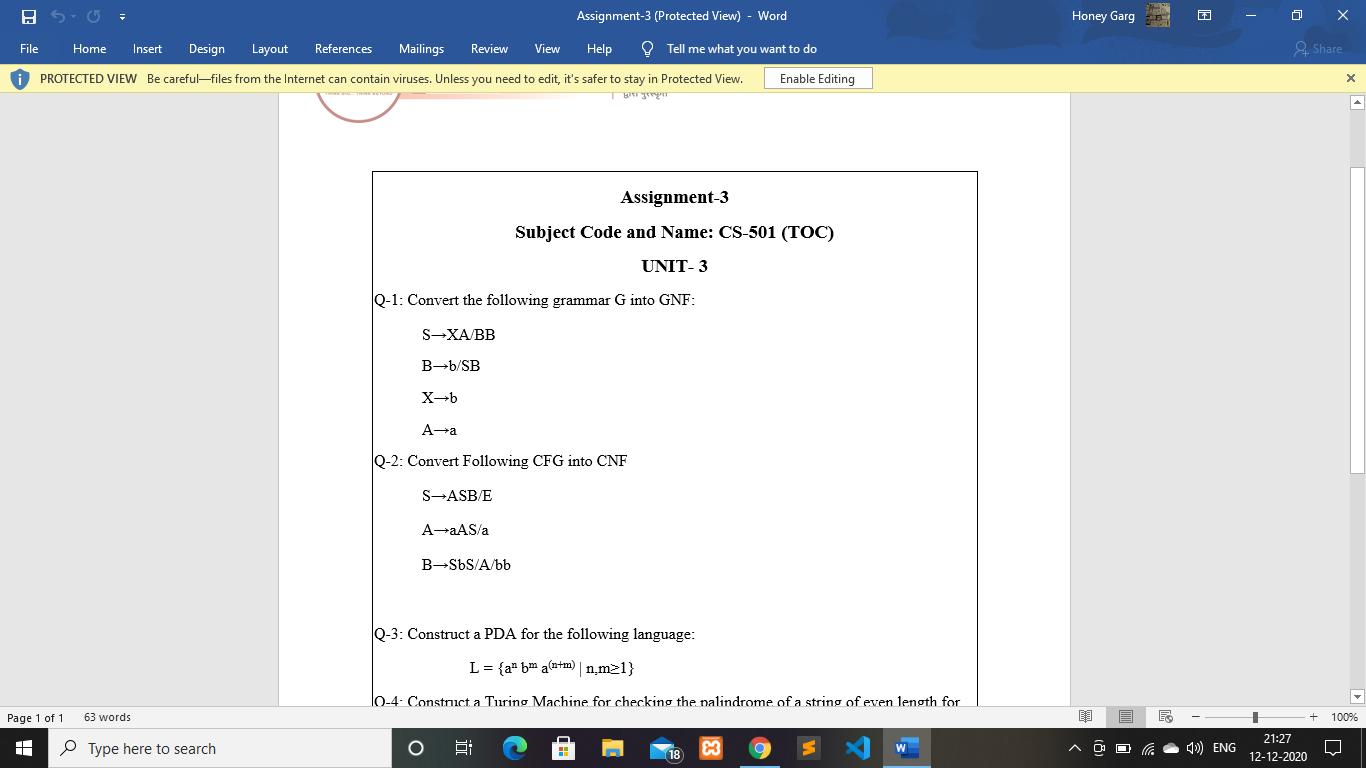 Assignment-3 (Protected View) - Word
Honey Garg
File Home Insert Design Layout References Mailings Review View Help Tell me what you want to do Share
PROTECTED VIEW Be careful—files from the Internet can contain viruses. Unless you need to edit, it's safer to stay in Protected View. Enable Editing
Assignment-3
Subject Code and Name: CS-501 (TOC)
UNIT- 3
Q-1: Convert the following grammar G into GNF:
S→XA/BB
B→b/SB
X→b
A→a
Q-2: Convert Following CFG into CNF
S→ASB/E
A→aAS/a
B→SbS/A/bb
Q-3: Construct a PDA for the following language:
L = {aⁿ bᵐ a⁽ⁿ⁺ᵐ⁾ | n,m≥1}
Q-4: Construct a Turing Machine for checking the palindrome of a string of even length for
Page 1 of 1 63 words 100%
Type here to search
18
ENG
21:27
12-12-2020